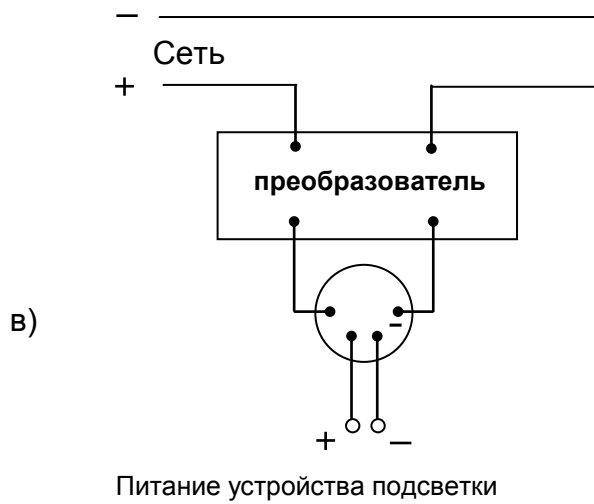 –
Сеть
+
преобразователь
в)
-
+ –
Питание устройства подсветки